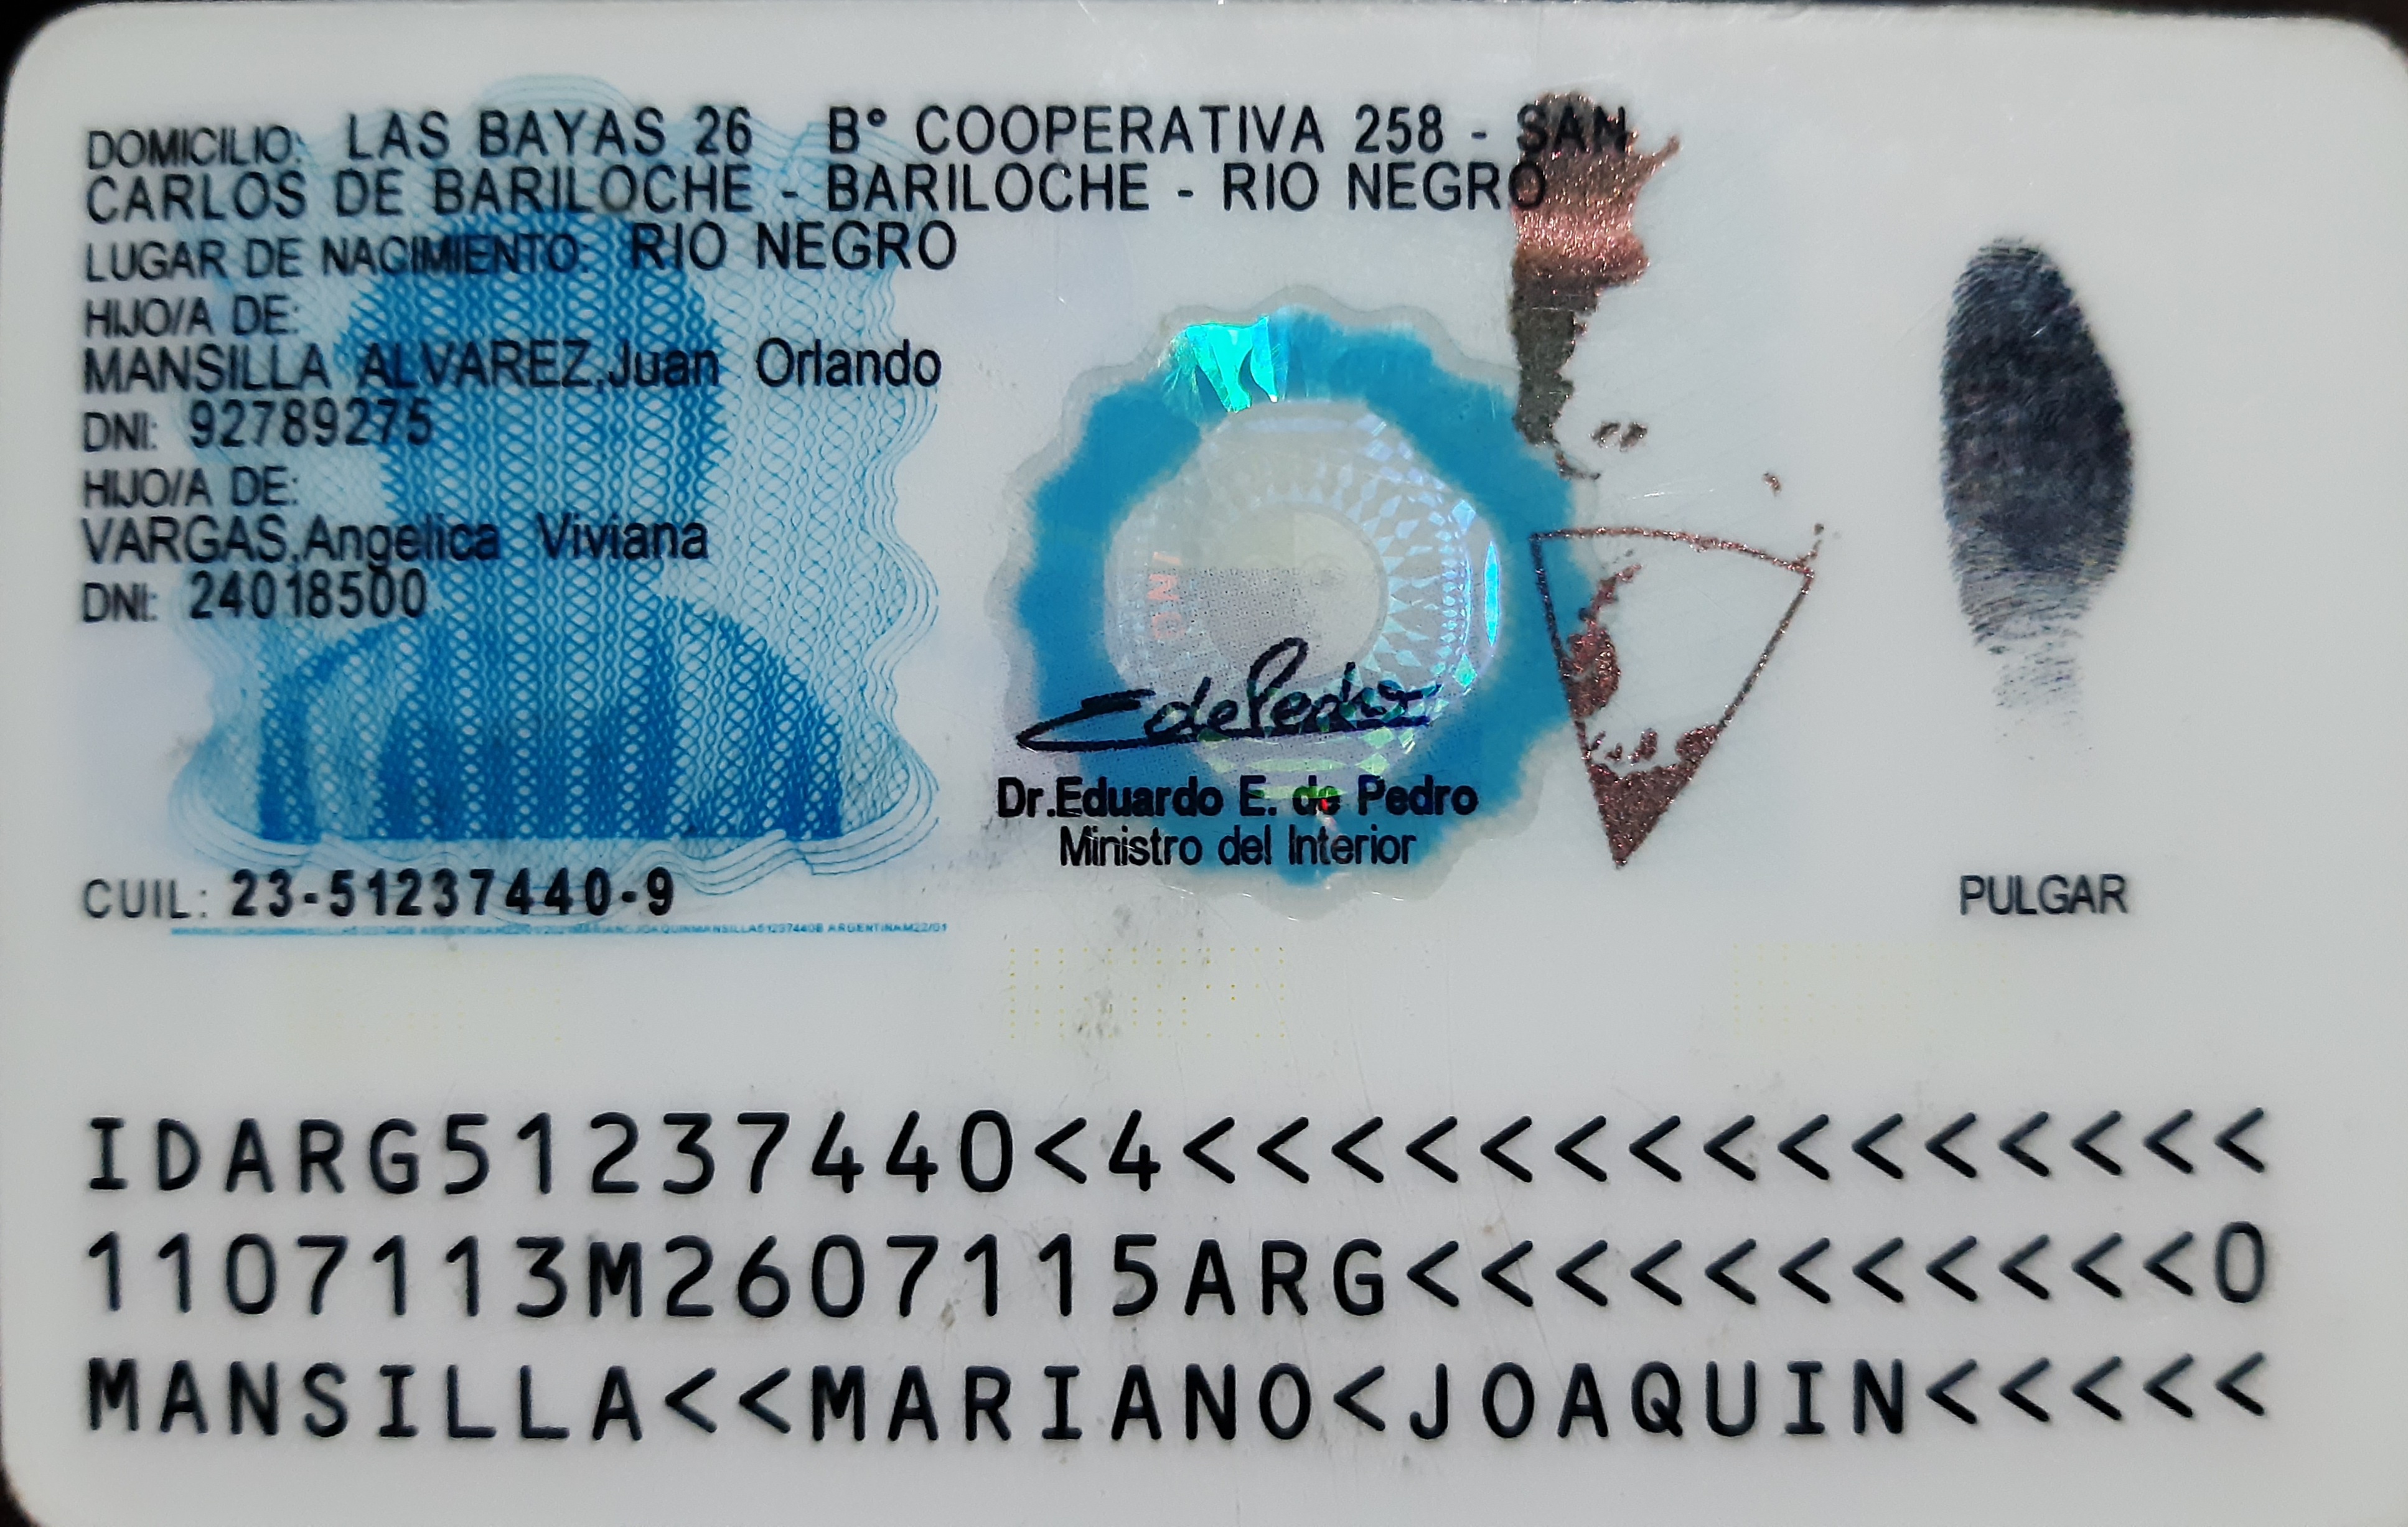 DOMICILIO: LAS BAYAS 26 B° COOPERATIVA 258 - SAN
CARLOS DE BARILOCHE - BARILOCHE - RIO NEGRO
LUGAR DE NACIMIENTO: RIO NEGRO
HIJO/A DE:
MANSILLA ALVAREZ,Juan Orlando
DNI: 92789275
HIJO/A DE:
VARGAS,Angelica Viviana
DNI: 24018500
EdePedro
Dr.Eduardo E. de Pedro
Ministro del Interior
CUIL: 23-51237440-9
PULGAR
IDARG51237440<4<<<<<<<<<<<<<<<
1107113M2607115ARG<<<<<<<<<<<0
MANSILLA<<MARIANO<JOAQUIN<<<<<